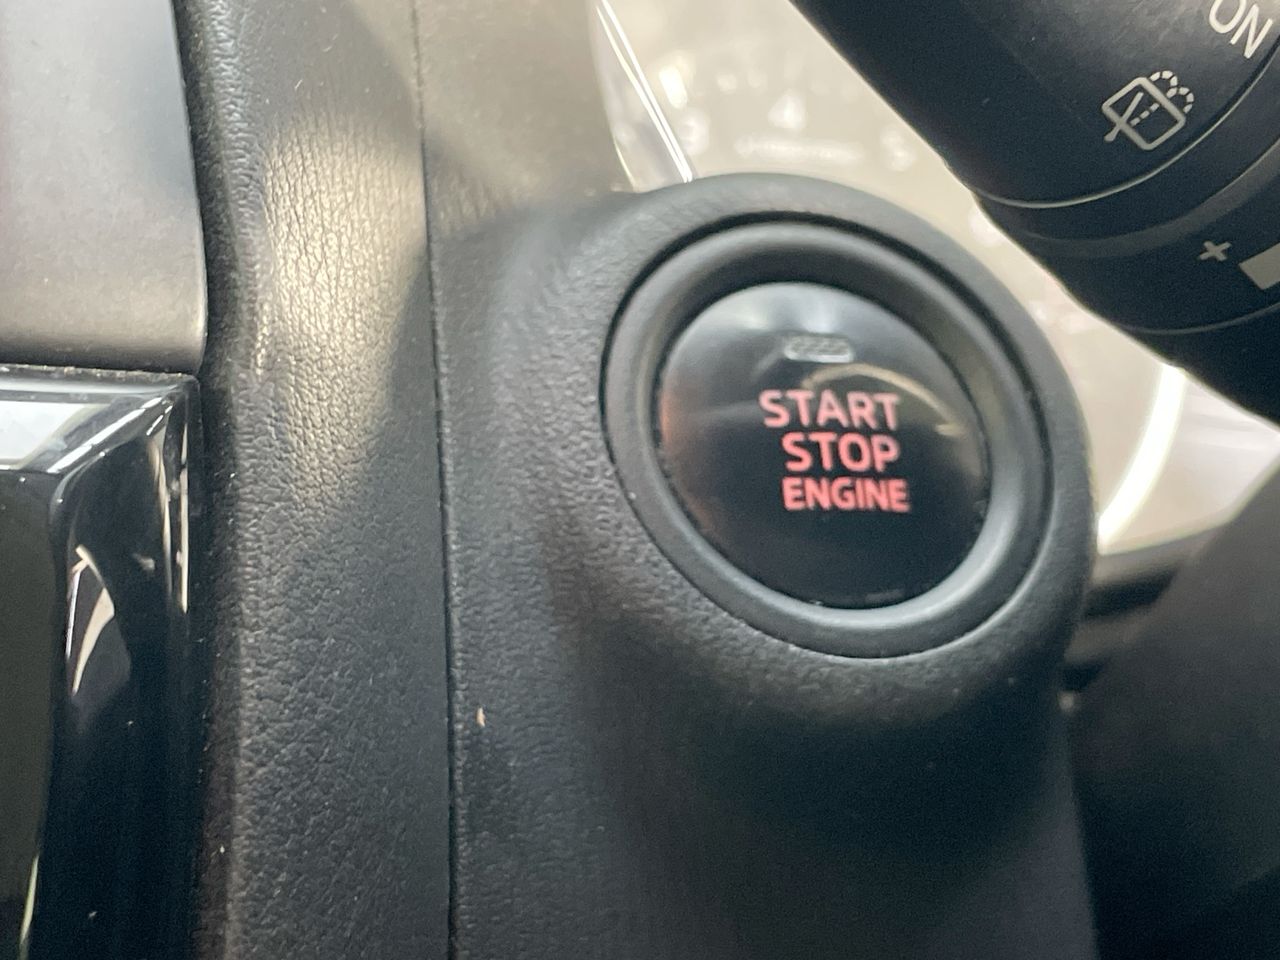 ON
+
START
STOP
ENGINE